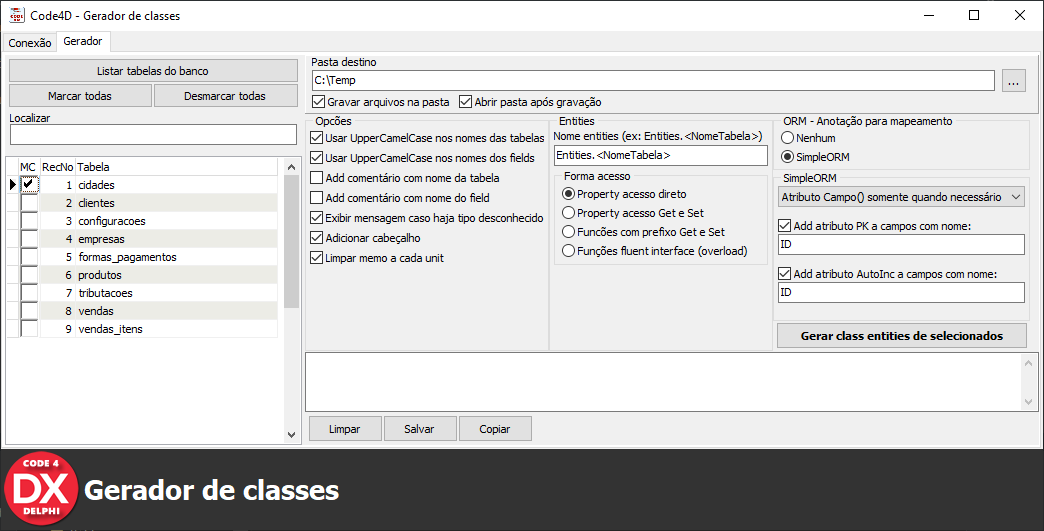 Code4D - Gerador de classes
Conexão
Gerador
Listar tabelas do banco
Marcar todas
Desmarcar todas
Localizar
MC RecNo Tabela
1 cidades
2 clientes
3 configuracoes
4 empresas
5 formas_pagamentos
6 produtos
7 tributacoes
8 vendas
9 vendas_itens
Pasta destino
C:\Temp
...
Gravar arquivos na pasta
Abrir pasta após gravação
Opções
Usar UpperCamelCase nos nomes das tabelas
Usar UpperCamelCase nos nomes dos fields
Add comentário com nome da tabela
Add comentário com nome do field
Exibir mensagem caso haja tipo desconhecido
Adicionar cabeçalho
Limpar memo a cada unit
Entities
Nome entities (ex: Entities.<NomeTabela>)
Entities.<NomeTabela>
Forma acesso
Property acesso direto
Property acesso Get e Set
Funcões com prefixo Get e Set
Funções fluent interface (overload)
ORM - Anotação para mapeamento
Nenhum
SimpleORM
SimpleORM
Atributo Campo() somente quando necessário
Add atributo PK a campos com nome:
ID
Add atributo AutoInc a campos com nome:
ID
Gerar class entities de selecionados
Limpar
Salvar
Copiar
CODE 4
DX
DELPHI
Gerador de classes